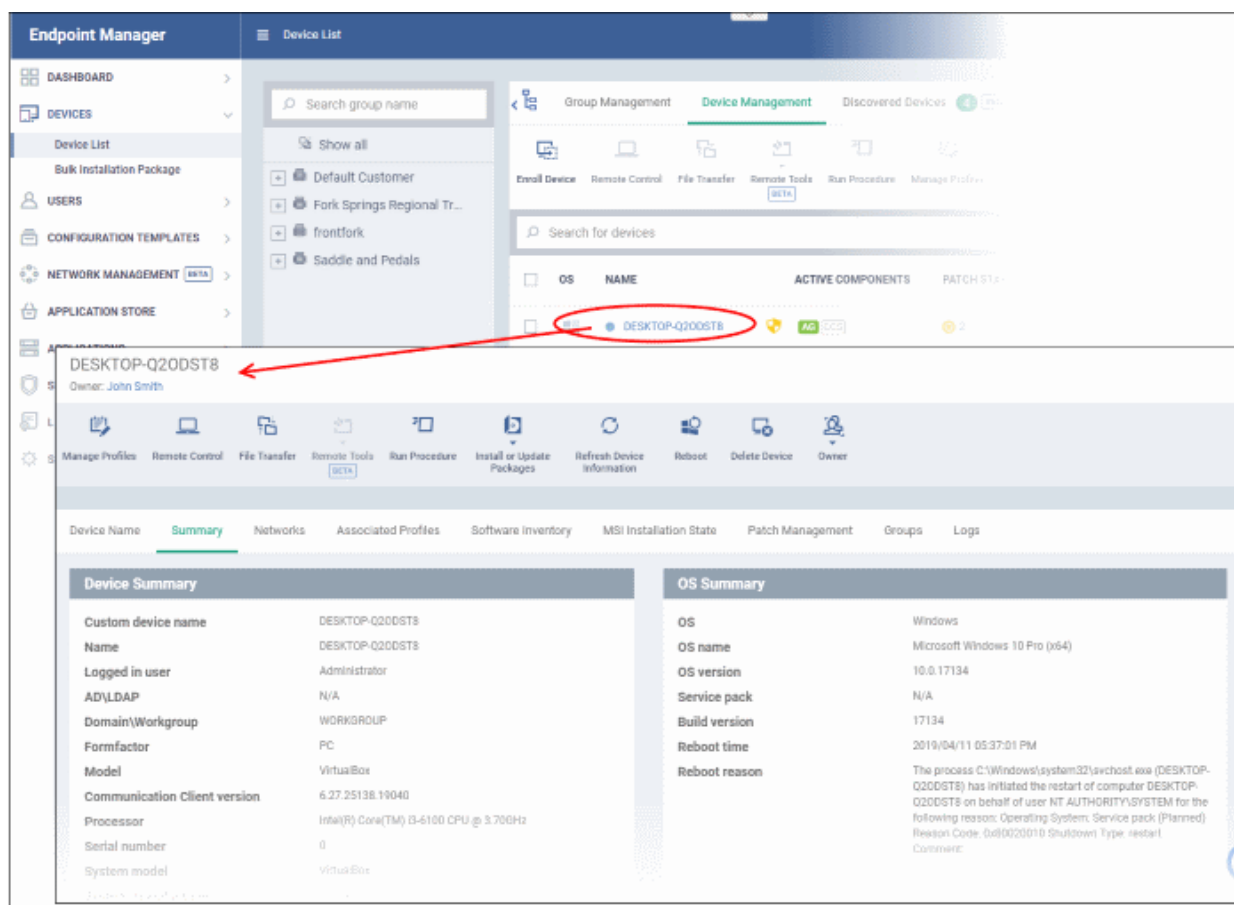 Endpoint Manager
Device List
DASHBOARD
DEVICES
Device List
Bulk Installation Package
USERS
CONFIGURATION TEMPLATES
NETWORK MANAGEMENT BETA
APPLICATION STORE
Search group name
Show all
Default Customer
Fork Springs Regional Tr...
frontfork
Saddle and Pedals
Group Management
Device Management
Discovered Devices 4
Enroll Device
Remote Control
File Transfer
Remote Tools
BETA
Run Procedure
Manage Profiles
Search for devices
OS NAME ACTIVE COMPONENTS PATCH
DESKTOP-Q2ODST8 AG CCS 2
DESKTOP-Q2ODST8
Owner: John Smith
Manage Profiles
Remote Control
File Transfer
Remote Tools
BETA
Run Procedure
Install or Update
Packages
Refresh Device
Information
Reboot
Delete Device
Owner
Device Name Summary Networks Associated Profiles Software Inventory MSI Installation State Patch Management Groups Logs
Device Summary
Custom device name DESKTOP-Q2ODST8
Name DESKTOP-Q2ODST8
Logged in user Administrator
AD\LDAP N/A
Domain\Workgroup WORKGROUP
Formfactor PC
Model VirtualBox
Communication Client version 6.27.25138.19040
Processor Intel(R) Core(TM) i3-6100 CPU @ 3.70GHz
Serial number 0
System model VirtualBox
OS Summary
OS Windows
OS name Microsoft Windows 10 Pro (x64)
OS version 10.0.17134
Service pack N/A
Build version 17134
Reboot time 2019/04/11 05:37:01 PM
Reboot reason The process C:\Windows\system32\svchost.exe (DESKTOP-
Q2ODST8) has initiated the restart of computer DESKTOP-
Q2ODST8 on behalf of user NT AUTHORITY\SYSTEM for the
following reason: Operating System: Service pack (Planned)
Reason Code: 0x80020010 Shutdown Type: restart
Comment: